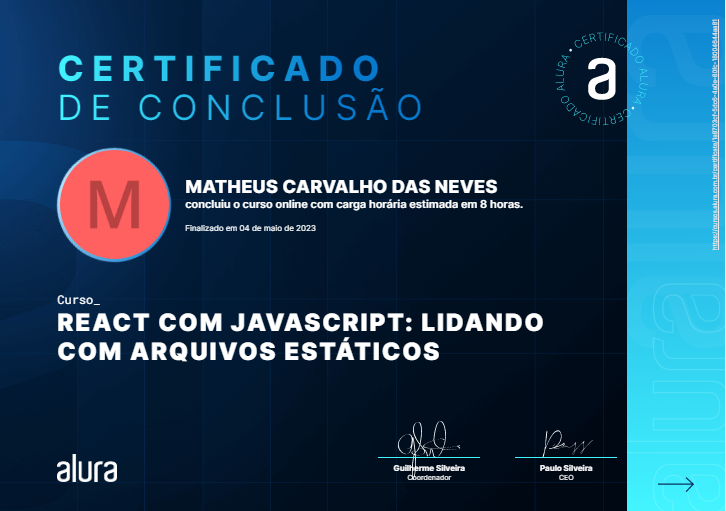 CERTIFICADO
DE CONCLUSÃO
CERTIFICADO ALURA • CERTIFICADO ALURA •
a
M
MATHEUS CARVALHO DAS NEVES
concluiu o curso online com carga horária estimada em 8 horas.
Finalizado em 04 de maio de 2023
Curso_
REACT COM JAVASCRIPT: LIDANDO
COM ARQUIVOS ESTÁTICOS
alura
Guilherme Silveira
Coordenador
Paulo Silveira
CEO
alura